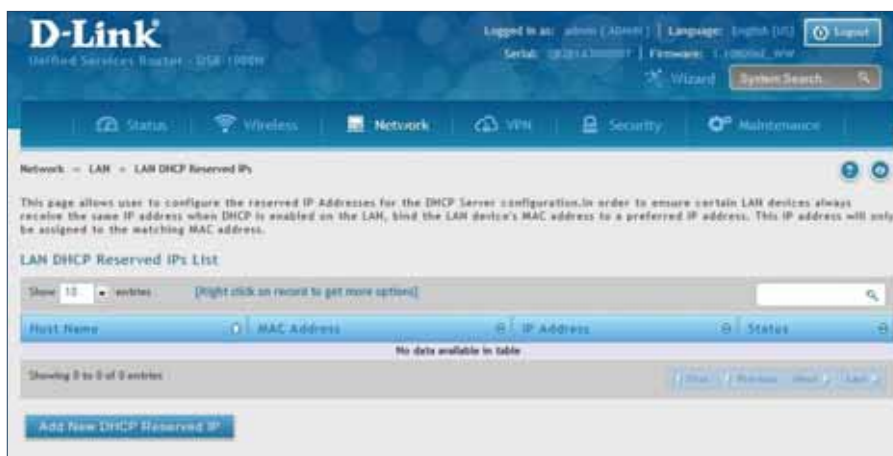 D-Link
Logged in as: admin ( ADMIN ) | Language: English [US]
Logout
Unified Services Router - DSR-1000N
Serial: | Firmware:
Wizard
System Search
Status
Wireless
Network
VPN
Security
Maintenance
Network » LAN » LAN DHCP Reserved IPs
This page allows user to configure the reserved IP Addresses for the DHCP Server configuration.In order to ensure certain LAN devices always
receive the same IP address when DHCP is enabled on the LAN, bind the LAN device's MAC address to a preferred IP address. This IP address will only
be assigned to the matching MAC address.
LAN DHCP Reserved IPs List
Show 10 entries [Right click on record to get more options]
Host Name MAC Address IP Address Status
No data available in table
Showing 0 to 0 of 0 entries
First Previous Next Last
Add New DHCP Reserved IP